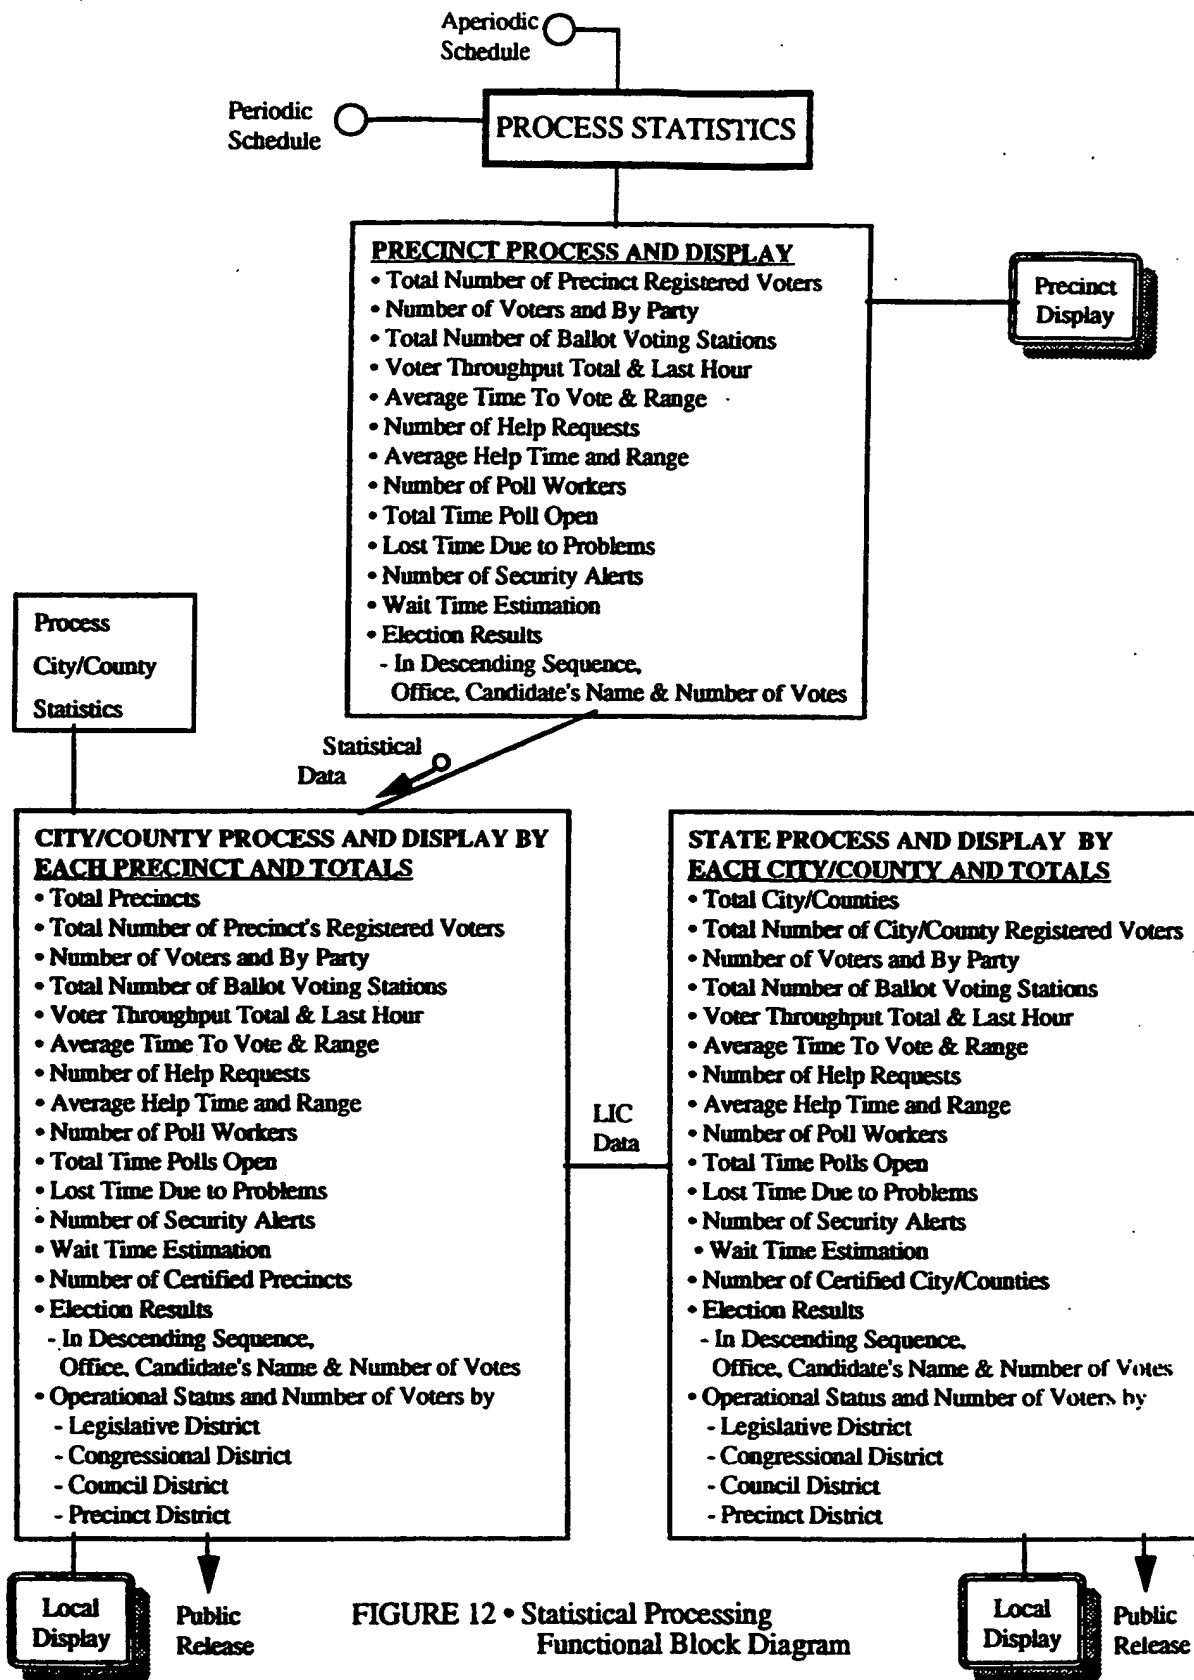 Aperiodic
Schedule
Periodic
Schedule
PROCESS STATISTICS
PRECINCT PROCESS AND DISPLAY
• Total Number of Precinct Registered Voters
• Number of Voters and By Party
• Total Number of Ballot Voting Stations
• Voter Throughput Total & Last Hour
• Average Time To Vote & Range
• Number of Help Requests
• Average Help Time and Range
• Number of Poll Workers
• Total Time Poll Open
• Lost Time Due to Problems
• Number of Security Alerts
• Wait Time Estimation
• Election Results
- In Descending Sequence,
Office, Candidate's Name & Number of Votes
Precinct
Display
Process
City/County
Statistics
Statistical
Data
CITY/COUNTY PROCESS AND DISPLAY BY
EACH PRECINCT AND TOTALS
• Total Precincts
• Total Number of Precinct's Registered Voters
• Number of Voters and By Party
• Total Number of Ballot Voting Stations
• Voter Throughput Total & Last Hour
• Average Time To Vote & Range
• Number of Help Requests
• Average Help Time and Range
• Number of Poll Workers
• Total Time Polls Open
• Lost Time Due to Problems
• Number of Security Alerts
• Wait Time Estimation
• Number of Certified Precincts
• Election Results
- In Descending Sequence,
Office, Candidate's Name & Number of Votes
• Operational Status and Number of Voters by
- Legislative District
- Congressional District
- Council District
- Precinct District
LIC
Data
STATE PROCESS AND DISPLAY BY
EACH CITY/COUNTY AND TOTALS
• Total City/Counties
• Total Number of City/County Registered Voters
• Number of Voters and By Party
• Total Number of Ballot Voting Stations
• Voter Throughput Total & Last Hour
• Average Time To Vote & Range
• Number of Help Requests
• Average Help Time and Range
• Number of Poll Workers
• Total Time Polls Open
• Lost Time Due to Problems
• Number of Security Alerts
• Wait Time Estimation
• Number of Certified City/Counties
• Election Results
- In Descending Sequence,
Office, Candidate's Name & Number of Votes
• Operational Status and Number of Voters by
- Legislative District
- Congressional District
- Council District
- Precinct District
Local
Display
Public
Release
Local
Display
Public
Release
FIGURE 12 • Statistical Processing
Functional Block Diagram